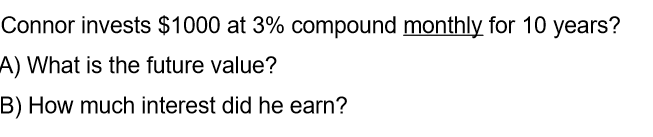 Connor invests $1000 at 3% compound monthly for 10 years?
A) What is the future value?
B) How much interest did he earn?